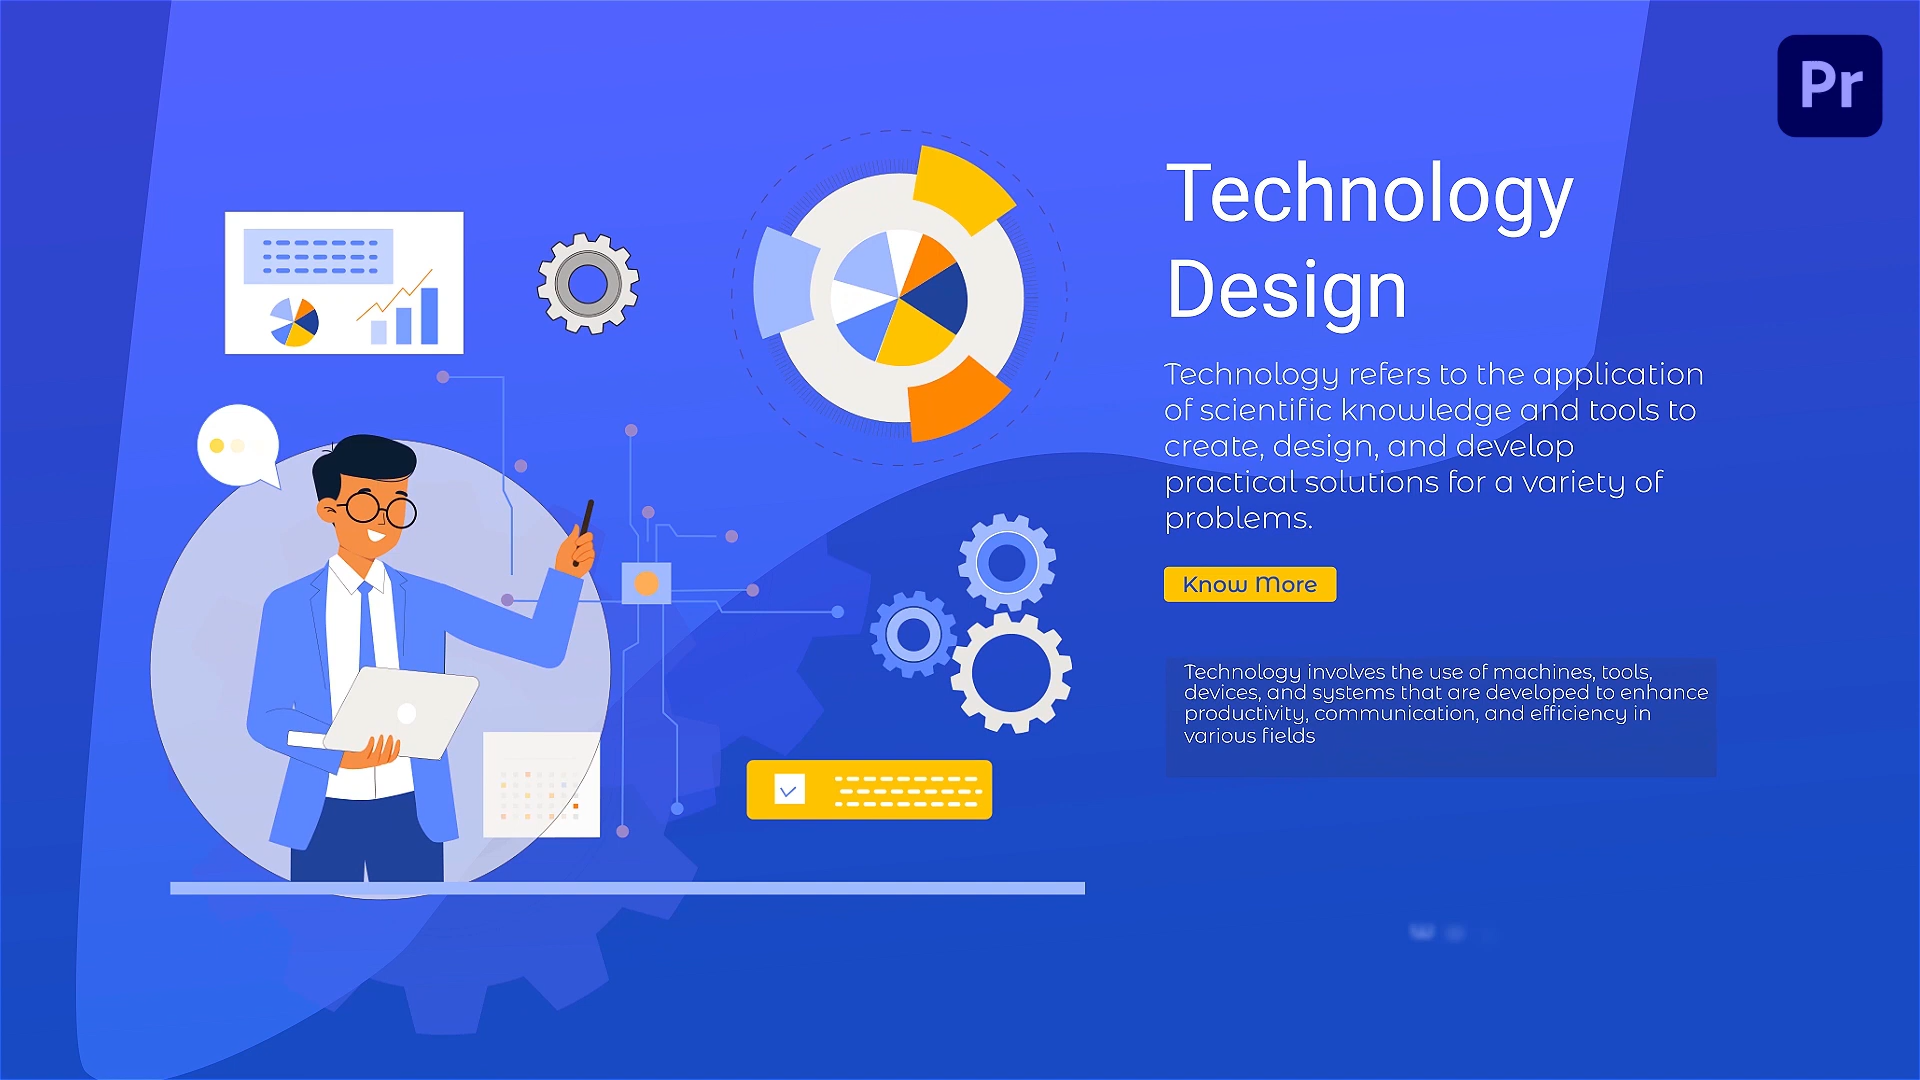 Pr
Technology
Design
Technology refers to the application
of scientific knowledge and tools to
create, design, and develop
practical solutions for a variety of
problems.
Know More
Technology involves the use of machines, tools,
devices, and systems that are developed to enhance
productivity, communication, and efficiency in
various fields